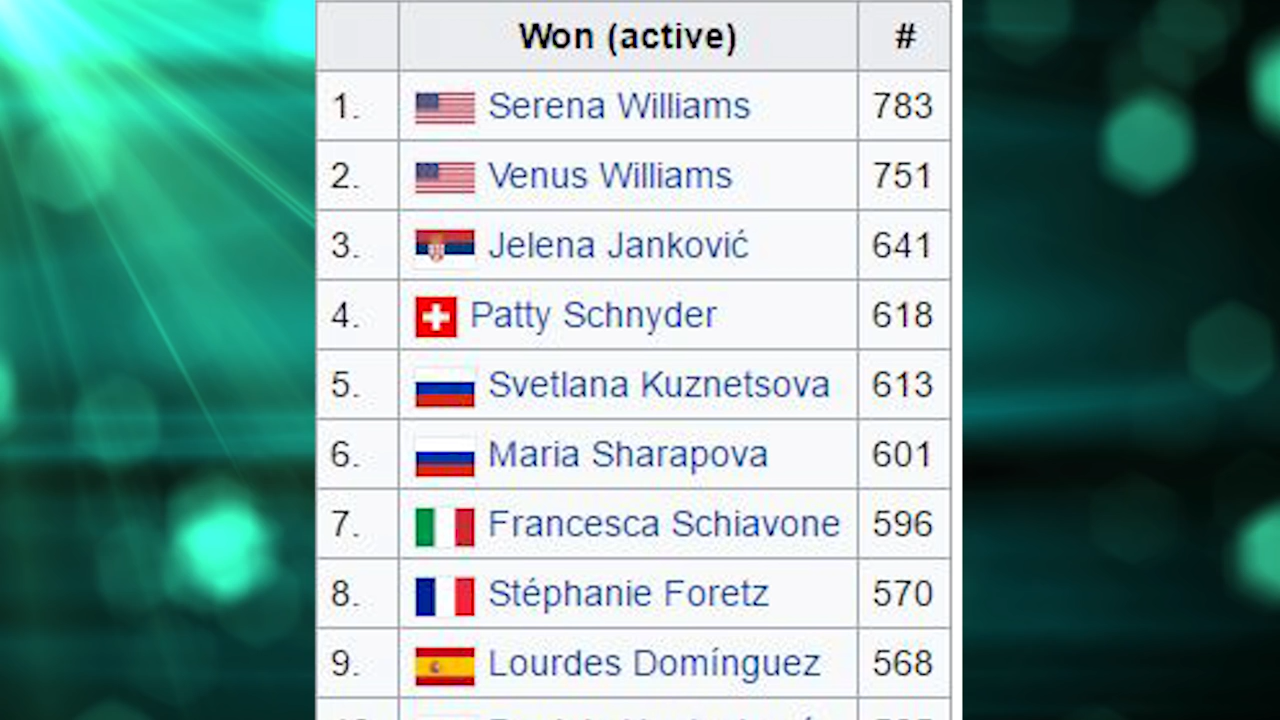 Won (active) #
1. Serena Williams 783
2. Venus Williams 751
3. Jelena Janković 641
4. Patty Schnyder 618
5. Svetlana Kuznetsova 613
6. Maria Sharapova 601
7. Francesca Schiavone 596
8. Stéphanie Foretz 570
9. Lourdes Domínguez 568